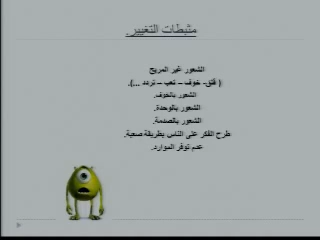 مثبطات التغيير.
الشعور غير المريح
( قلق- خوف – تعب – تردد ...).
الشعور بالخوف.
الشعور بالوحدة.
الشعور بالصدمة.
طرح الفكر على الناس بطريقة صعبة.
عدم توفر الموارد.